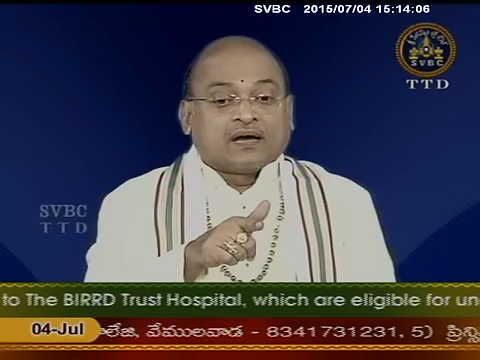 SVBC 2015/07/04 15:14:06
SVBC
TTD
SVBC
TTD
to The BIRRD Trust Hospital, which are eligible for un
04-Jul లేజి, వేములవాడ - 8341731231, 5) ప్రిన్సి